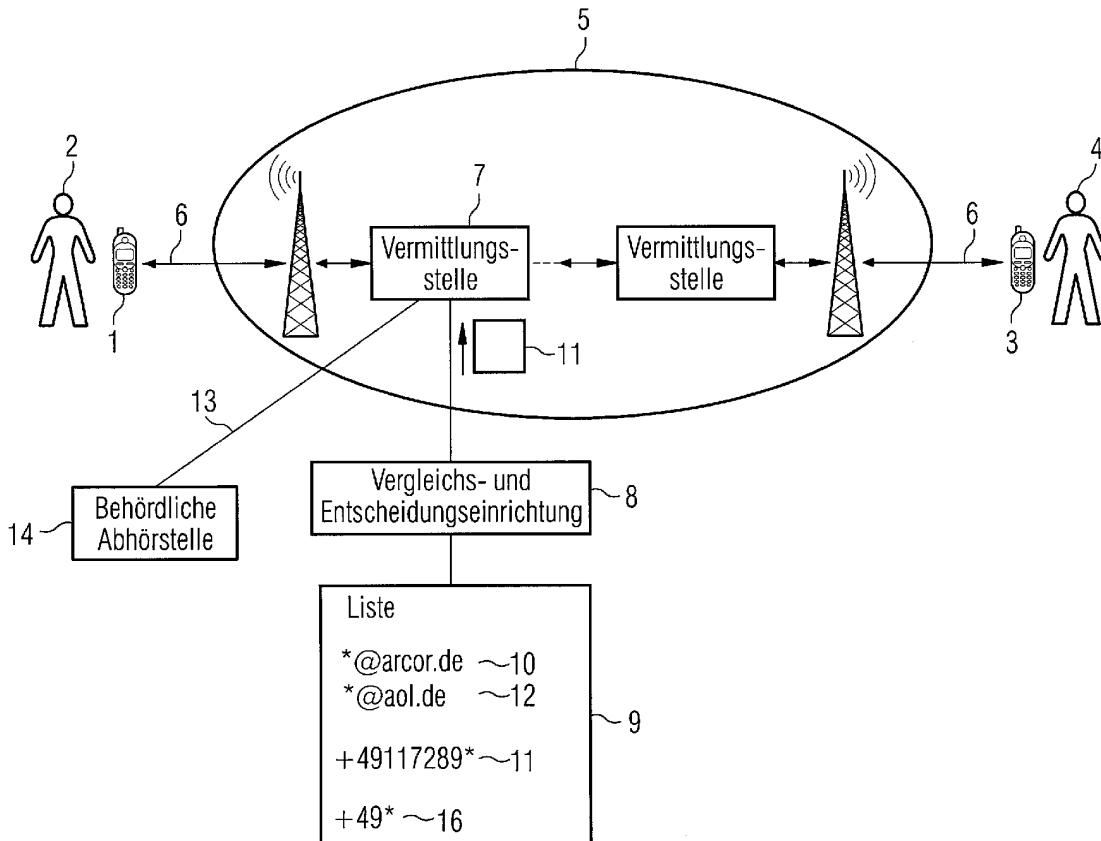 5
2
4
7
6
6
Vermittlungs-
stelle
Vermittlungs-
stelle
1
3
11
13
Vergleichs- und
Entscheidungseinrichtung
8
14
Behördliche
Abhörstelle
Liste
*@arcor.de 10
*@aol.de 12
9
+49117289* 11
+49* 16